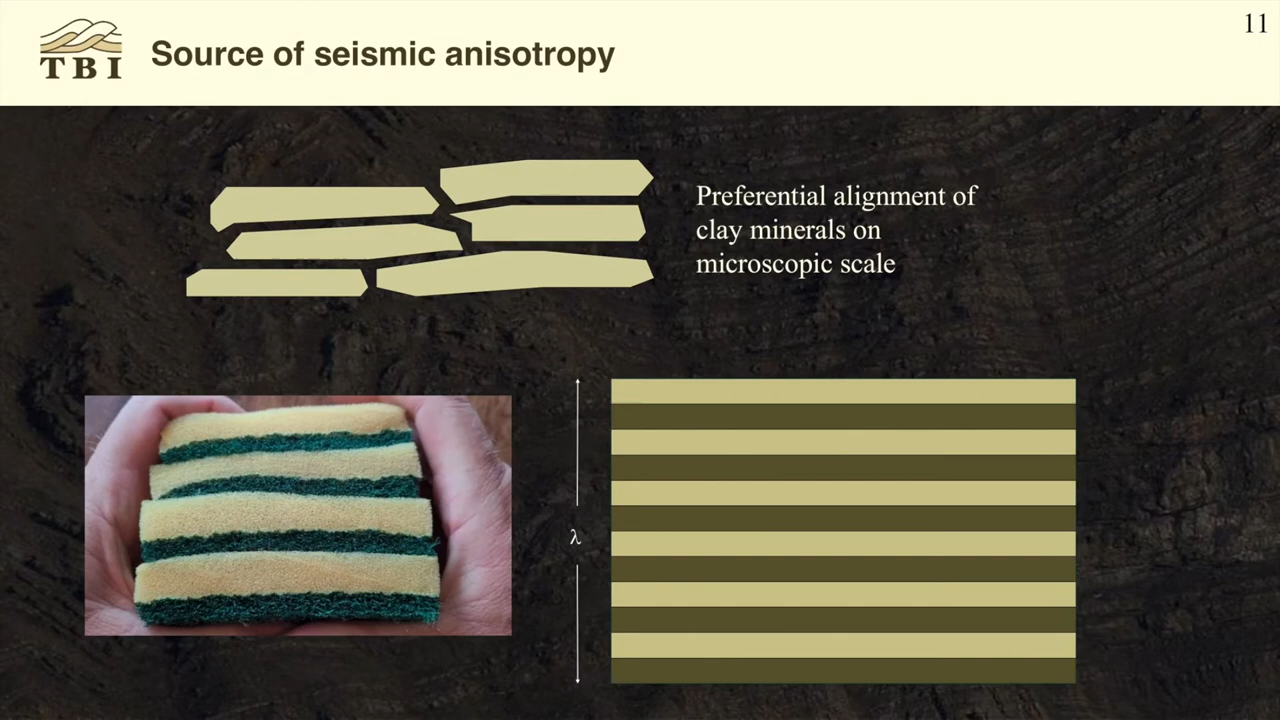 11
TBI
Source of seismic anisotropy
Preferential alignment of
clay minerals on
microscopic scale
λ